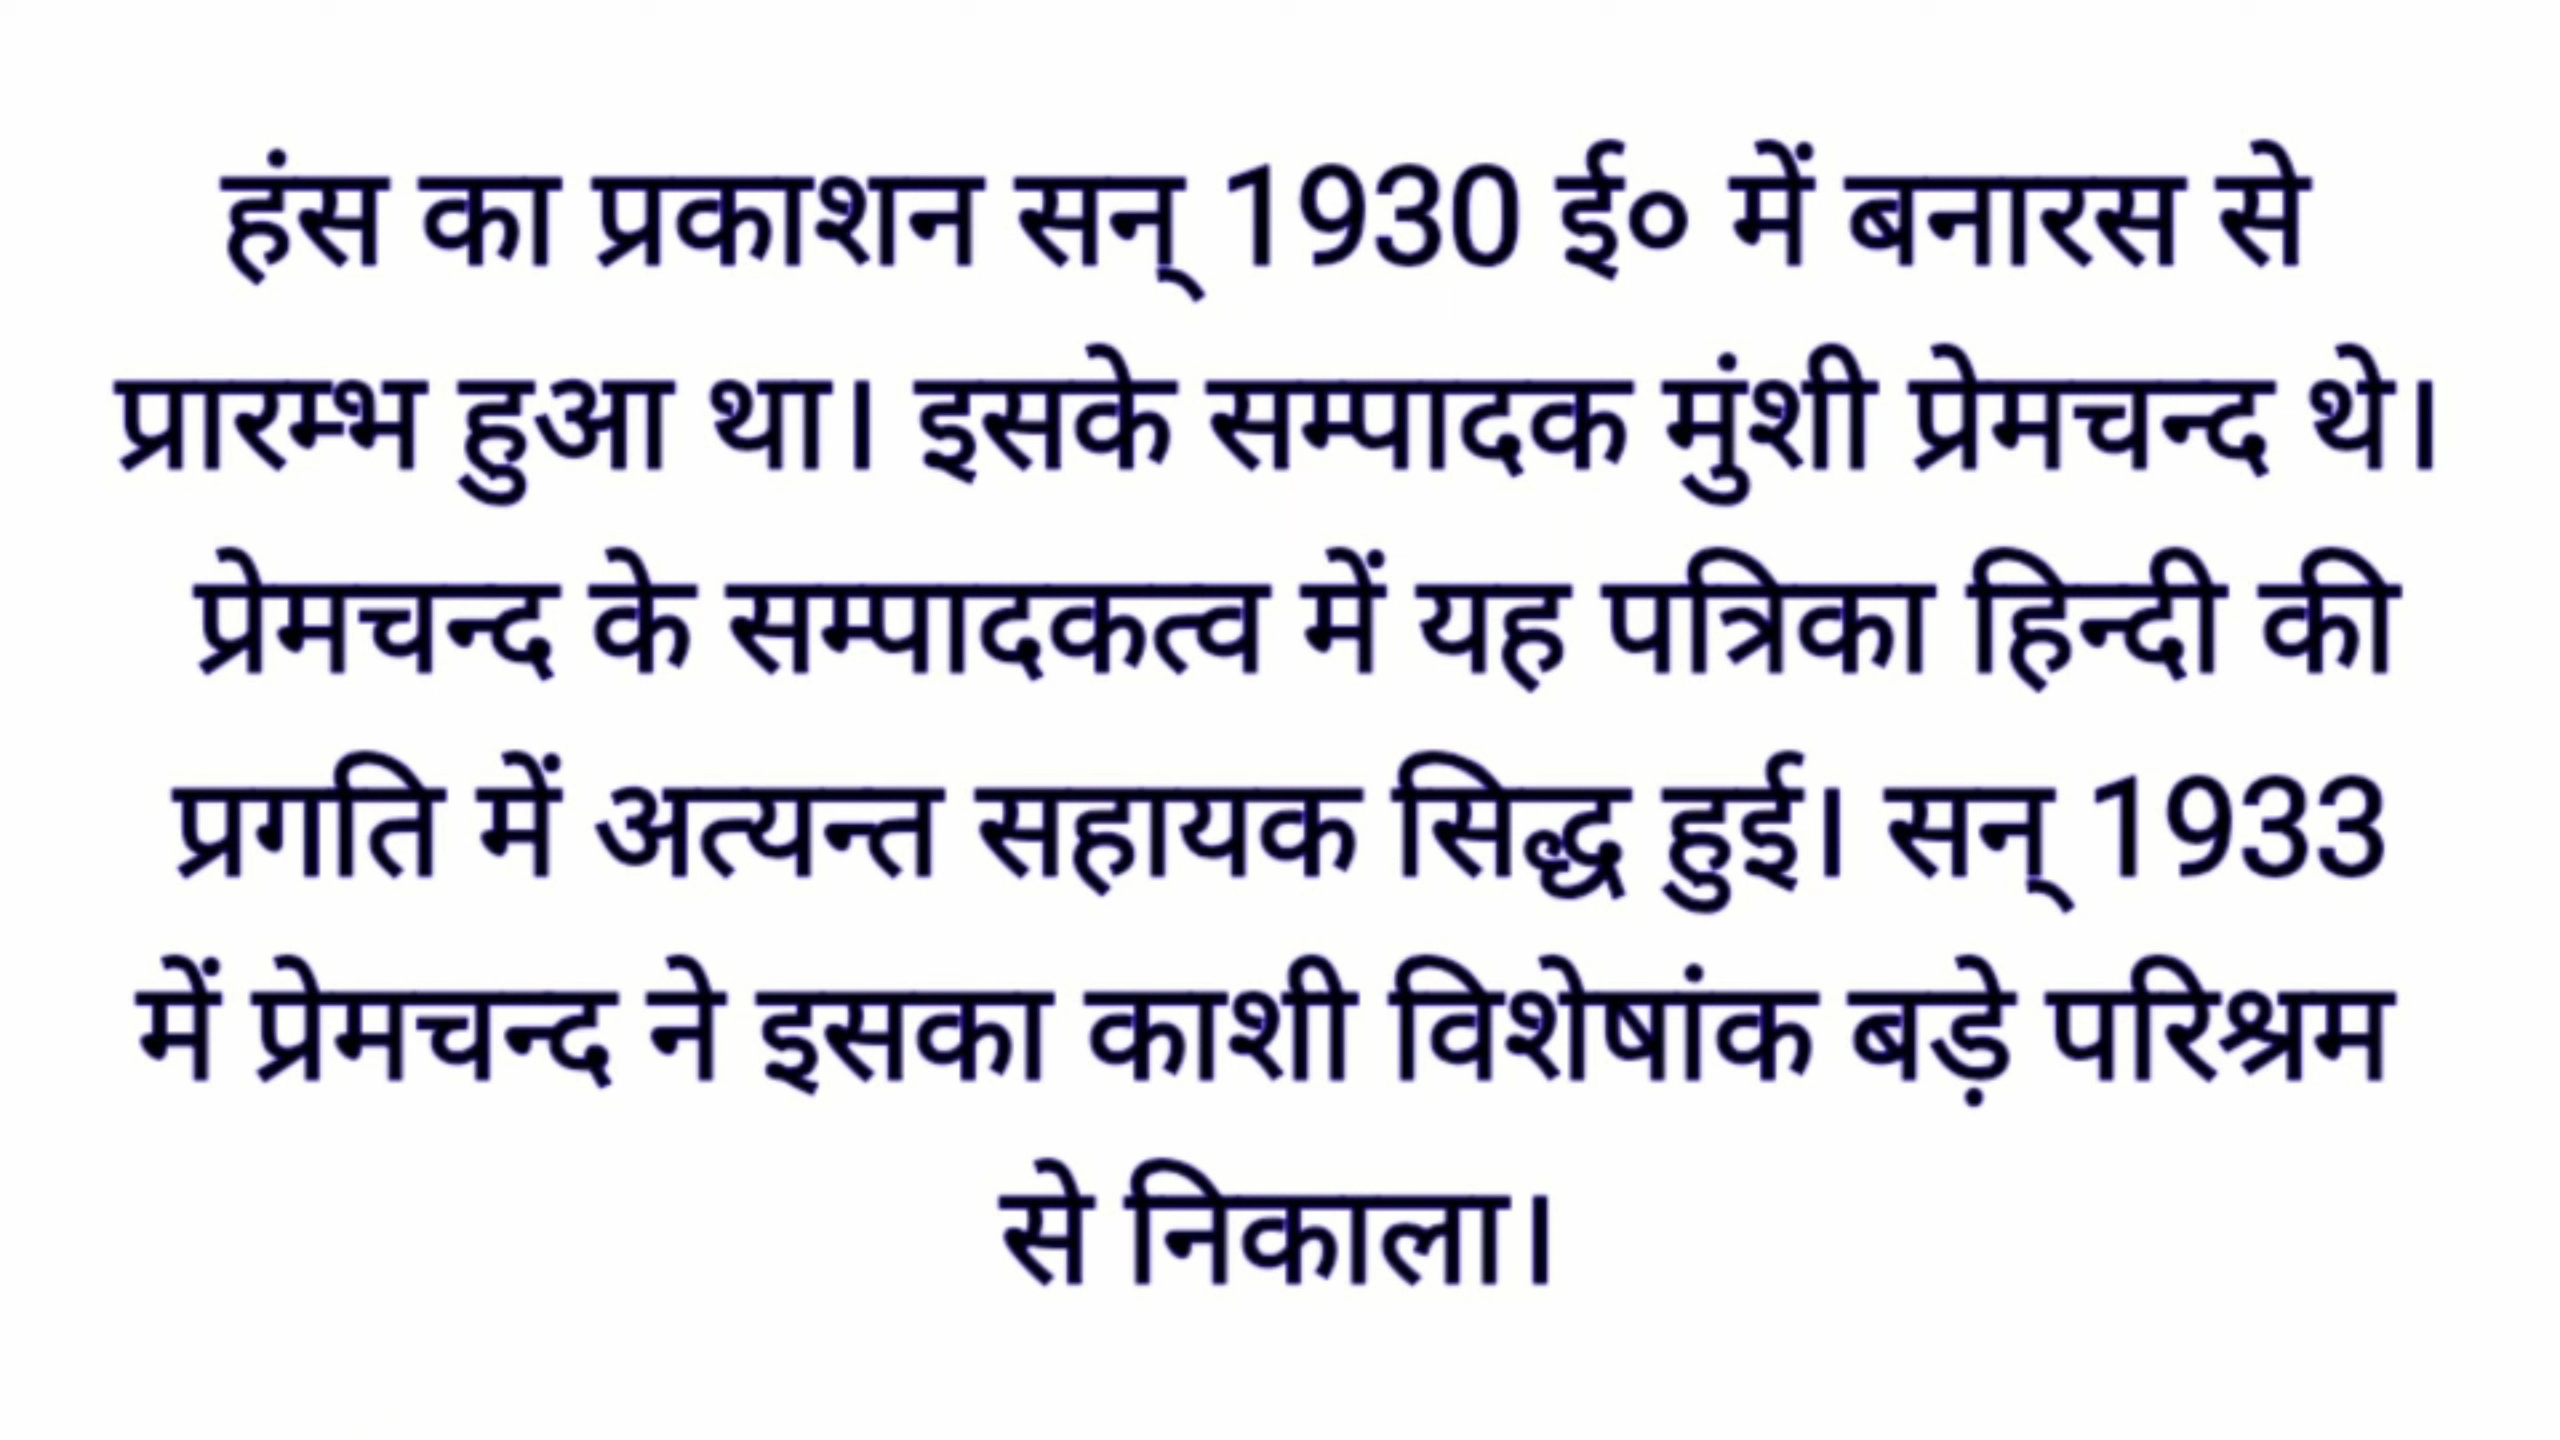 हंस का प्रकाशन सन् 1930 ई० में बनारस से
प्रारम्भ हुआ था। इसके सम्पादक मुंशी प्रेमचन्द थे।
प्रेमचन्द के सम्पादकत्व में यह पत्रिका हिन्दी की
प्रगति में अत्यन्त सहायक सिद्ध हुई। सन् 1933
में प्रेमचन्द ने इसका काशी विशेषांक बड़े परिश्रम
से निकाला।